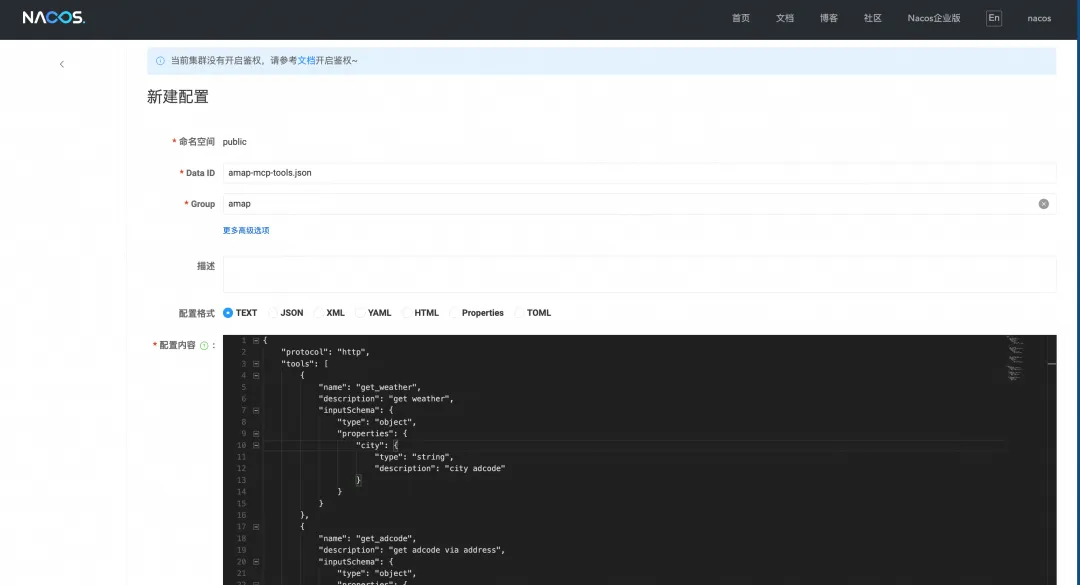 NACOS.
首页 文档 博客 社区 Nacos企业版 En nacos
当前集群没有开启鉴权，请参考文档开启鉴权~
新建配置
* 命名空间 public
* Data ID amap-mcp-tools.json
* Group amap
更多高级选项
描述
配置格式 TEXT JSON XML YAML HTML Properties TOML
* 配置内容 ? :
1 {
2 "protocol": "http",
3 "tools": [
4 {
5 "name": "get_weather",
6 "description": "get weather",
7 "inputSchema": {
8 "type": "object",
9 "properties": {
10 "city": {
11 "type": "string",
12 "description": "city adcode"
13 }
14 }
15 }
16 },
17 {
18 "name": "get_adcode",
19 "description": "get adcode via address",
20 "inputSchema": {
21 "type": "object",
22 "properties": {